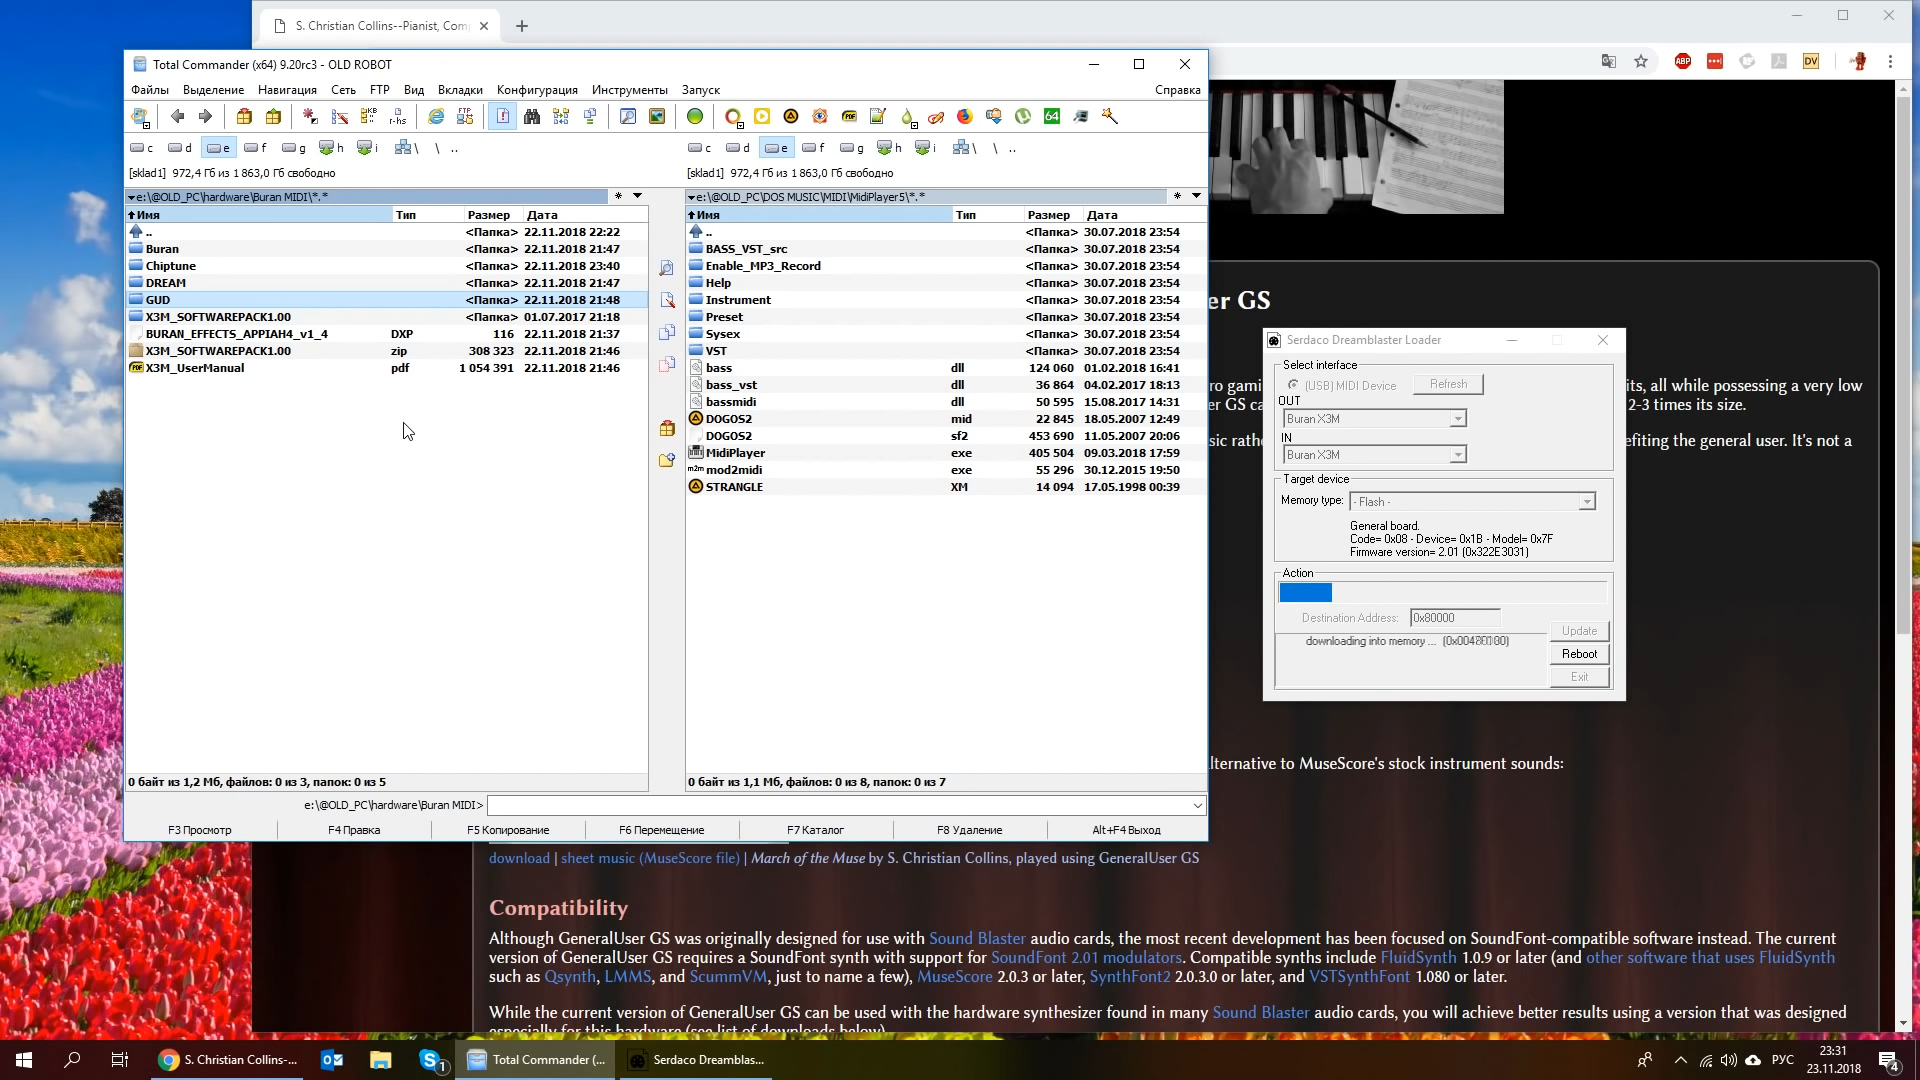 S. Christian Collins--Pianist, Com
Total Commander (x64) 9.20rc3 - OLD ROBOT
Файлы Выделение Навигация Сеть FTP Вид Вкладки Конфигурация Инструменты Запуск Справка
c d e f g h i \ ..
c d e f g h i \ ..
[sklad1] 972,4 Гб из 1 863,0 Гб свободно
[sklad1] 972,4 Гб из 1 863,0 Гб свободно
e:\@OLD_PC\hardware\Buran MIDI\*.*
Имя Тип Размер Дата
.. <Папка> 22.11.2018 22:22
Buran <Папка> 22.11.2018 21:47
Chiptune <Папка> 22.11.2018 23:40
DREAM <Папка> 22.11.2018 21:47
GUD <Папка> 22.11.2018 21:48
X3M_SOFTWAREPACK1.00 <Папка> 01.07.2017 21:18
BURAN_EFFECTS_APPIAH4_v1_4 DXP 116 22.11.2018 21:37
X3M_SOFTWAREPACK1.00 zip 308 323 22.11.2018 21:46
X3M_UserManual pdf 1 054 391 22.11.2018 21:46
0 байт из 1,2 Мб, файлов: 0 из 3, папок: 0 из 5
e:\@OLD_PC\DOS MUSIC\MIDI\MidiPlayer5\*.*
Имя Тип Размер Дата
.. <Папка> 30.07.2018 23:54
BASS_VST_src <Папка> 30.07.2018 23:54
Enable_MP3_Record <Папка> 30.07.2018 23:54
Help <Папка> 30.07.2018 23:54
Instrument <Папка> 30.07.2018 23:54
Preset <Папка> 30.07.2018 23:54
Sysex <Папка> 30.07.2018 23:54
VST <Папка> 30.07.2018 23:54
bass dll 124 060 01.02.2018 16:41
bass_vst dll 36 864 04.02.2017 18:13
bassmidi dll 50 595 15.08.2017 14:31
DOGOS2 mid 22 845 18.05.2007 12:49
DOGOS2 sf2 453 690 11.05.2007 20:06
MidiPlayer exe 405 504 09.03.2018 17:59
mod2midi exe 55 296 30.12.2015 19:50
STRANGLE XM 14 094 17.05.1998 00:39
0 байт из 1,1 Мб, файлов: 0 из 8, папок: 0 из 7
e:\@OLD_PC\hardware\Buran MIDI>
F3 Просмотр F4 Правка F5 Копирование F6 Перемещение F7 Каталог F8 Удаление Alt+F4 Выход
er GS
Serdaco Dreamblaster Loader
Select interface
(USB) MIDI Device Refresh
OUT
Buran X3M
IN
Buran X3M
Target device
Memory type: - Flash -
General board.
Code= 0x08 - Device= 0x1B - Model= 0x7F
Firmware version= 2.01 (0x322E3031)
Action
Destination Address: 0x80000
Update
downloading into memory ...
Reboot
Exit
ro gami its, all while possessing a very low
er GS ca 2-3 times its size.
sic rathe efiting the general user. It's not a
lternative to MuseScore's stock instrument sounds:
download | sheet music (MuseScore file) | March of the Muse by S. Christian Collins, played using GeneralUser GS
Compatibility
Although GeneralUser GS was originally designed for use with Sound Blaster audio cards, the most recent development has been focused on SoundFont-compatible software instead. The current
version of GeneralUser GS requires a SoundFont synth with support for SoundFont 2.01 modulators. Compatible synths include FluidSynth 1.0.9 or later (and other software that uses FluidSynth
such as Qsynth, LMMS, and ScummVM, just to name a few), MuseScore 2.0.3 or later, SynthFont2 2.0.3.0 or later, and VSTSynthFont 1.080 or later.
While the current version of GeneralUser GS can be used with the hardware synthesizer found in many Sound Blaster audio cards, you will achieve better results using a version that was designed
especially for this hardware (see list of downloads below)
S. Christian Collins-... Total Commander (... Serdaco Dreamblas... РУС 23:31
23.11.2018